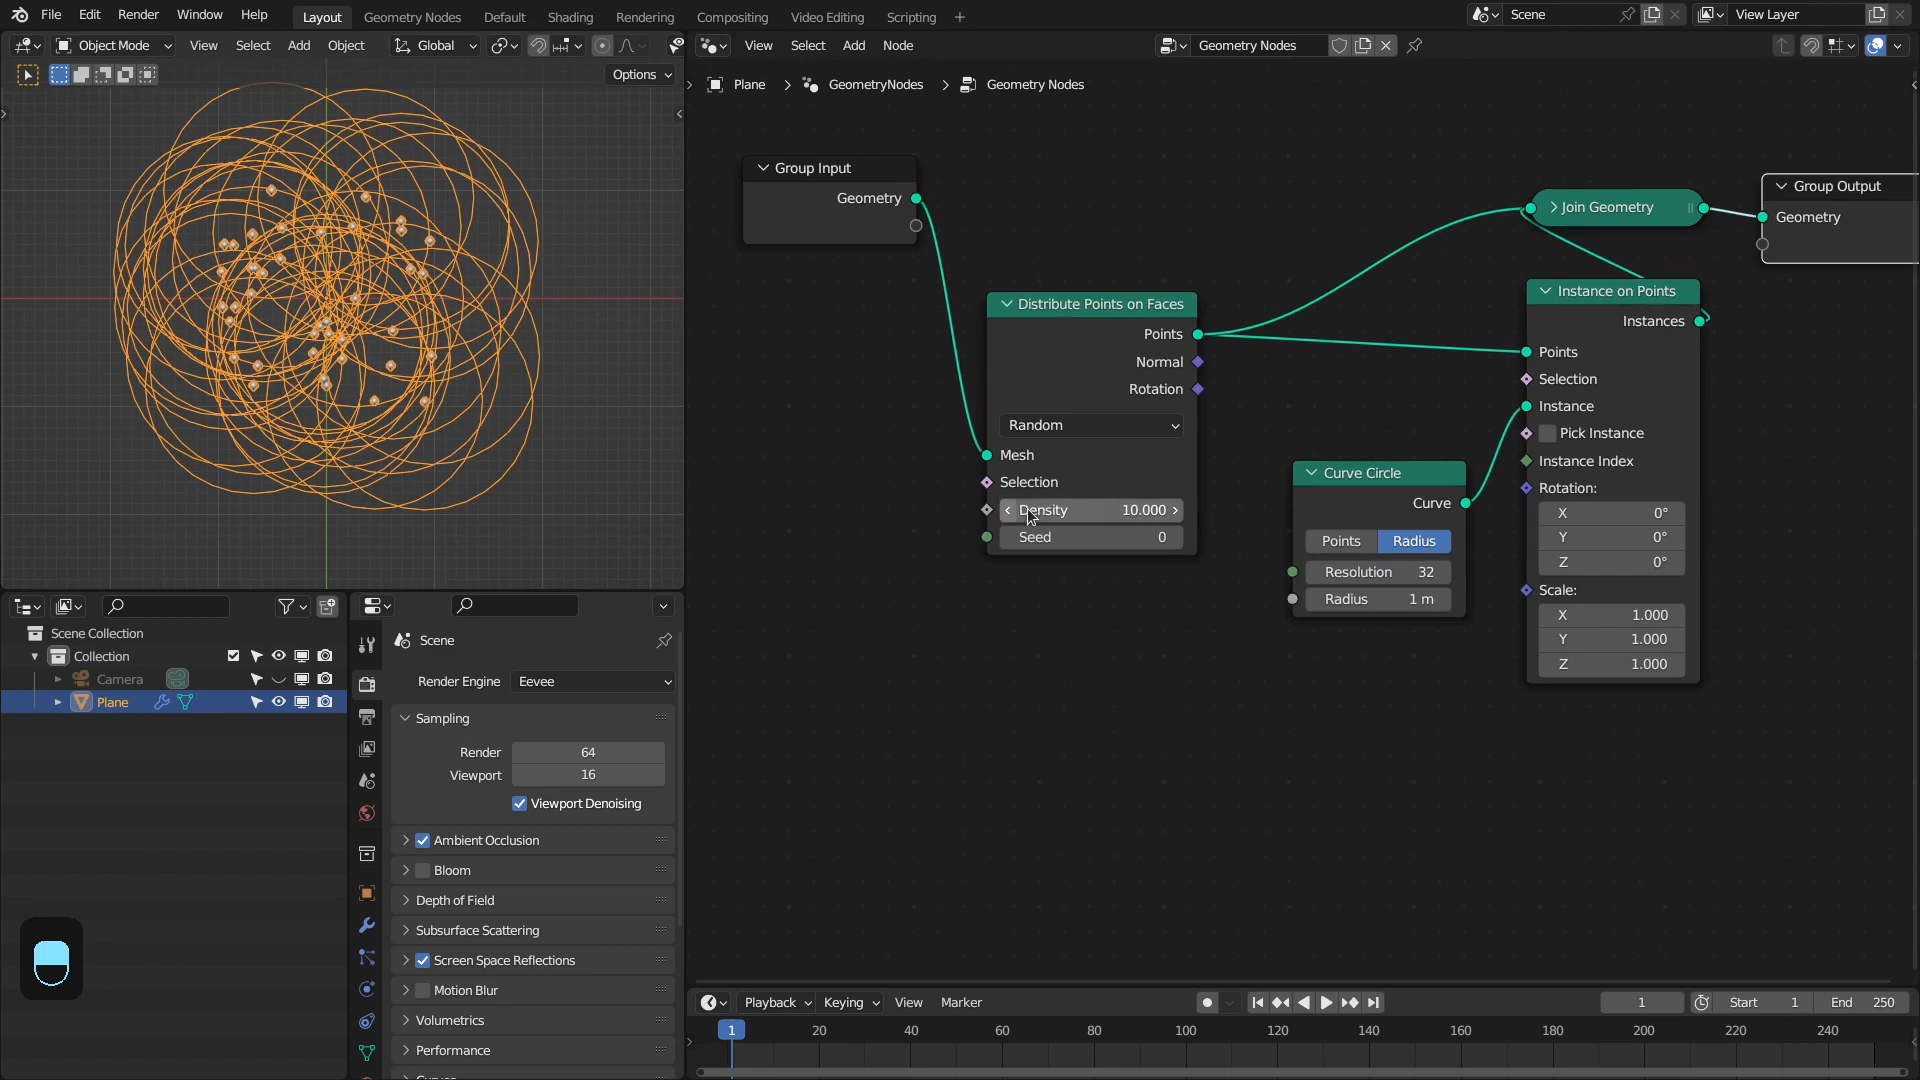 File Edit Render Window Help Layout Geometry Nodes Default Shading Rendering Compositing Video Editing Scripting + Scene View Layer
Object Mode View Select Add Object Global
Options
View Select Add Node Geometry Nodes
Plane > GeometryNodes > Geometry Nodes
Group Input
Geometry
Distribute Points on Faces
Points
Normal
Rotation
Random
Mesh
Selection
Density 10.000
Seed 0
Curve Circle
Curve
Points Radius
Resolution 32
Radius 1 m
Join Geometry
Group Output
Geometry
Instance on Points
Instances
Points
Selection
Instance
Pick Instance
Instance Index
Rotation:
X 0°
Y 0°
Z 0°
Scale:
X 1.000
Y 1.000
Z 1.000
Scene Collection
Collection
Camera
Plane
Scene
Render Engine Eevee
Sampling
Render 64
Viewport 16
Viewport Denoising
Ambient Occlusion
Bloom
Depth of Field
Subsurface Scattering
Screen Space Reflections
Motion Blur
Volumetrics
Performance
Playback Keying View Marker 1 Start 1 End 250
1 20 40 60 80 100 120 140 160 180 200 220 240